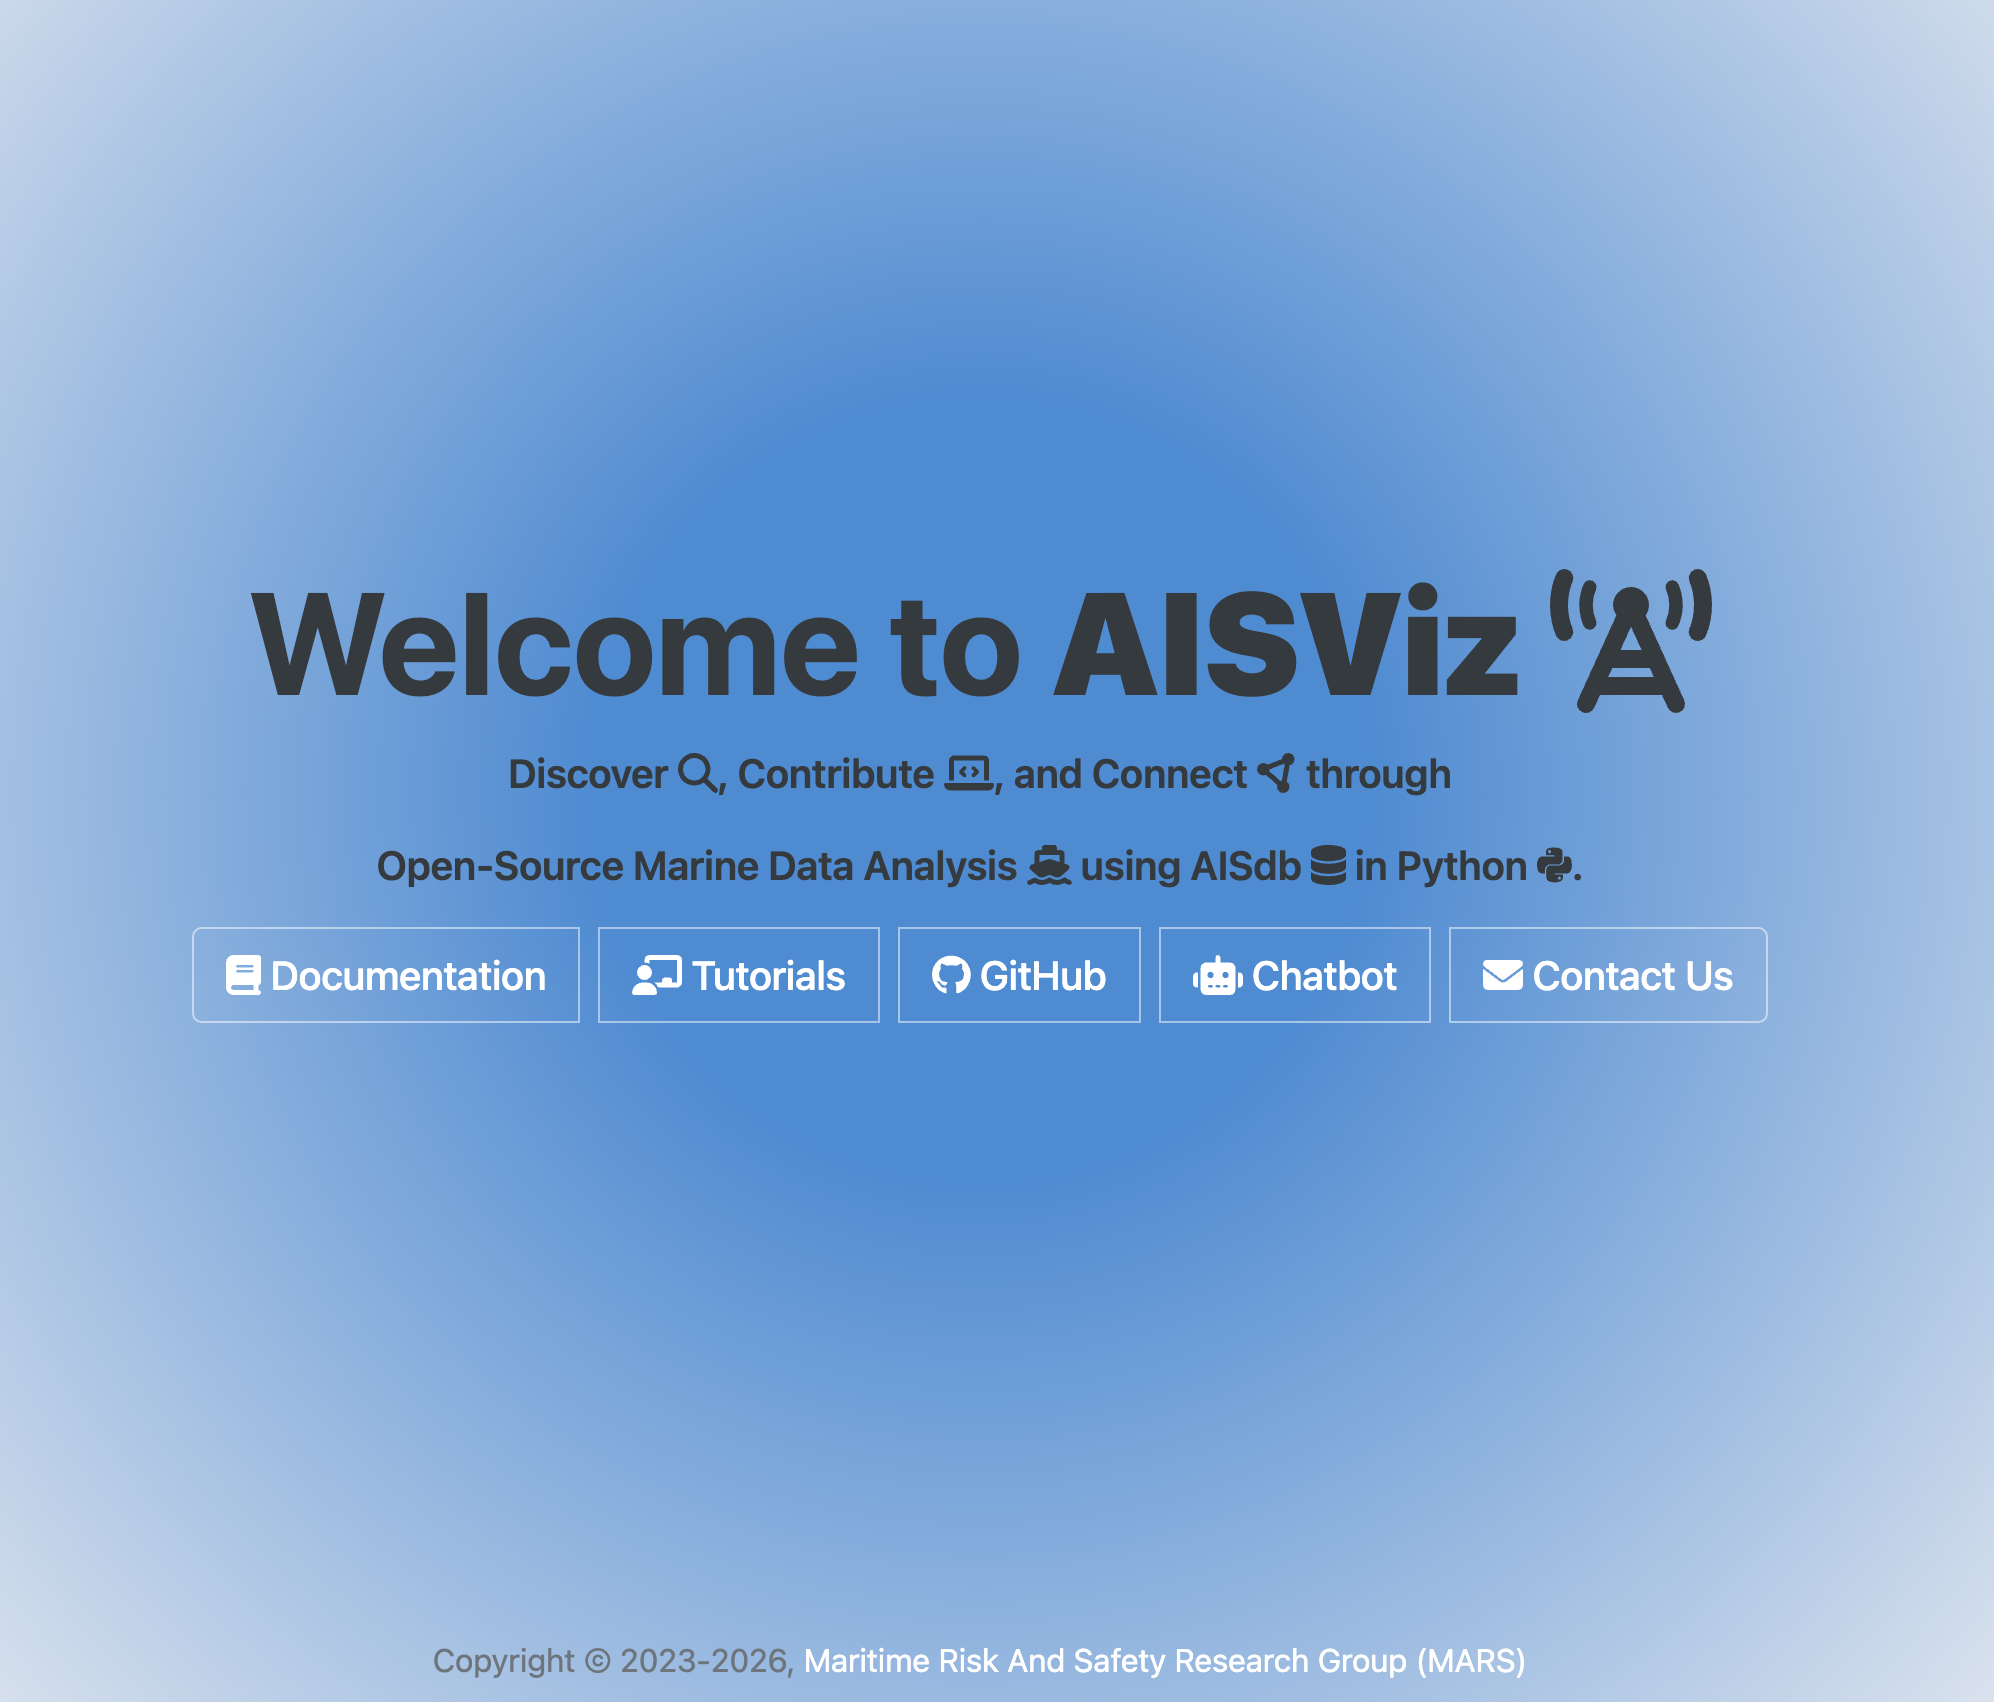 Welcome to AISViz
Discover , Contribute , and Connect through
Open-Source Marine Data Analysis using AISdb in Python .
Documentation
Tutorials
GitHub
Chatbot
Contact Us
Copyright © 2023-2026, Maritime Risk And Safety Research Group (MARS)